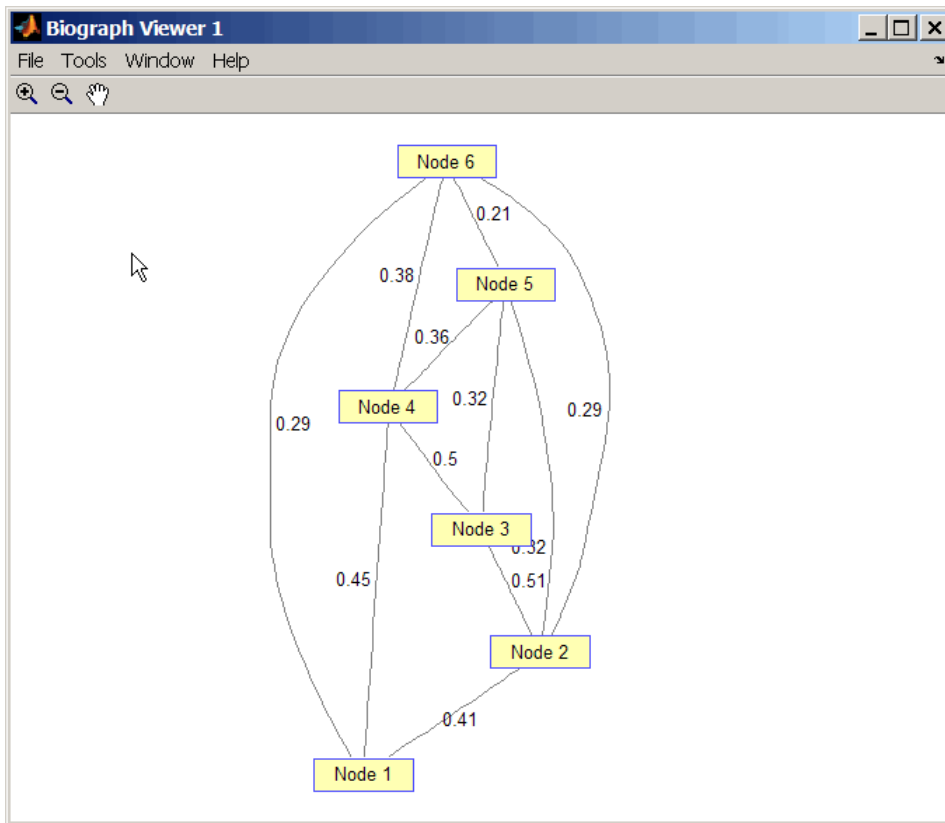 Biograph Viewer 1
File Tools Window Help
Node 6
0.21
0.38
Node 5
0.36
0.32
Node 4
0.29
0.29
0.5
Node 3
0.32
0.45
0.51
Node 2
0.41
Node 1